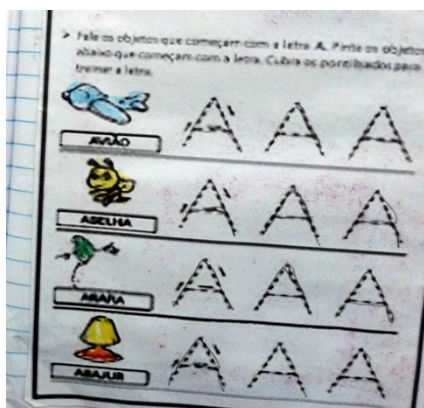 ➤ Fale os objetos que começam com a letra A. Pinte os objetos
abaixo que começam com a letra. Cubra os pontilhados para
treinar a letra.
AVIÃO
A A A
ABELHA
A A A
ARARA
A A A
ABAJUR
A A A